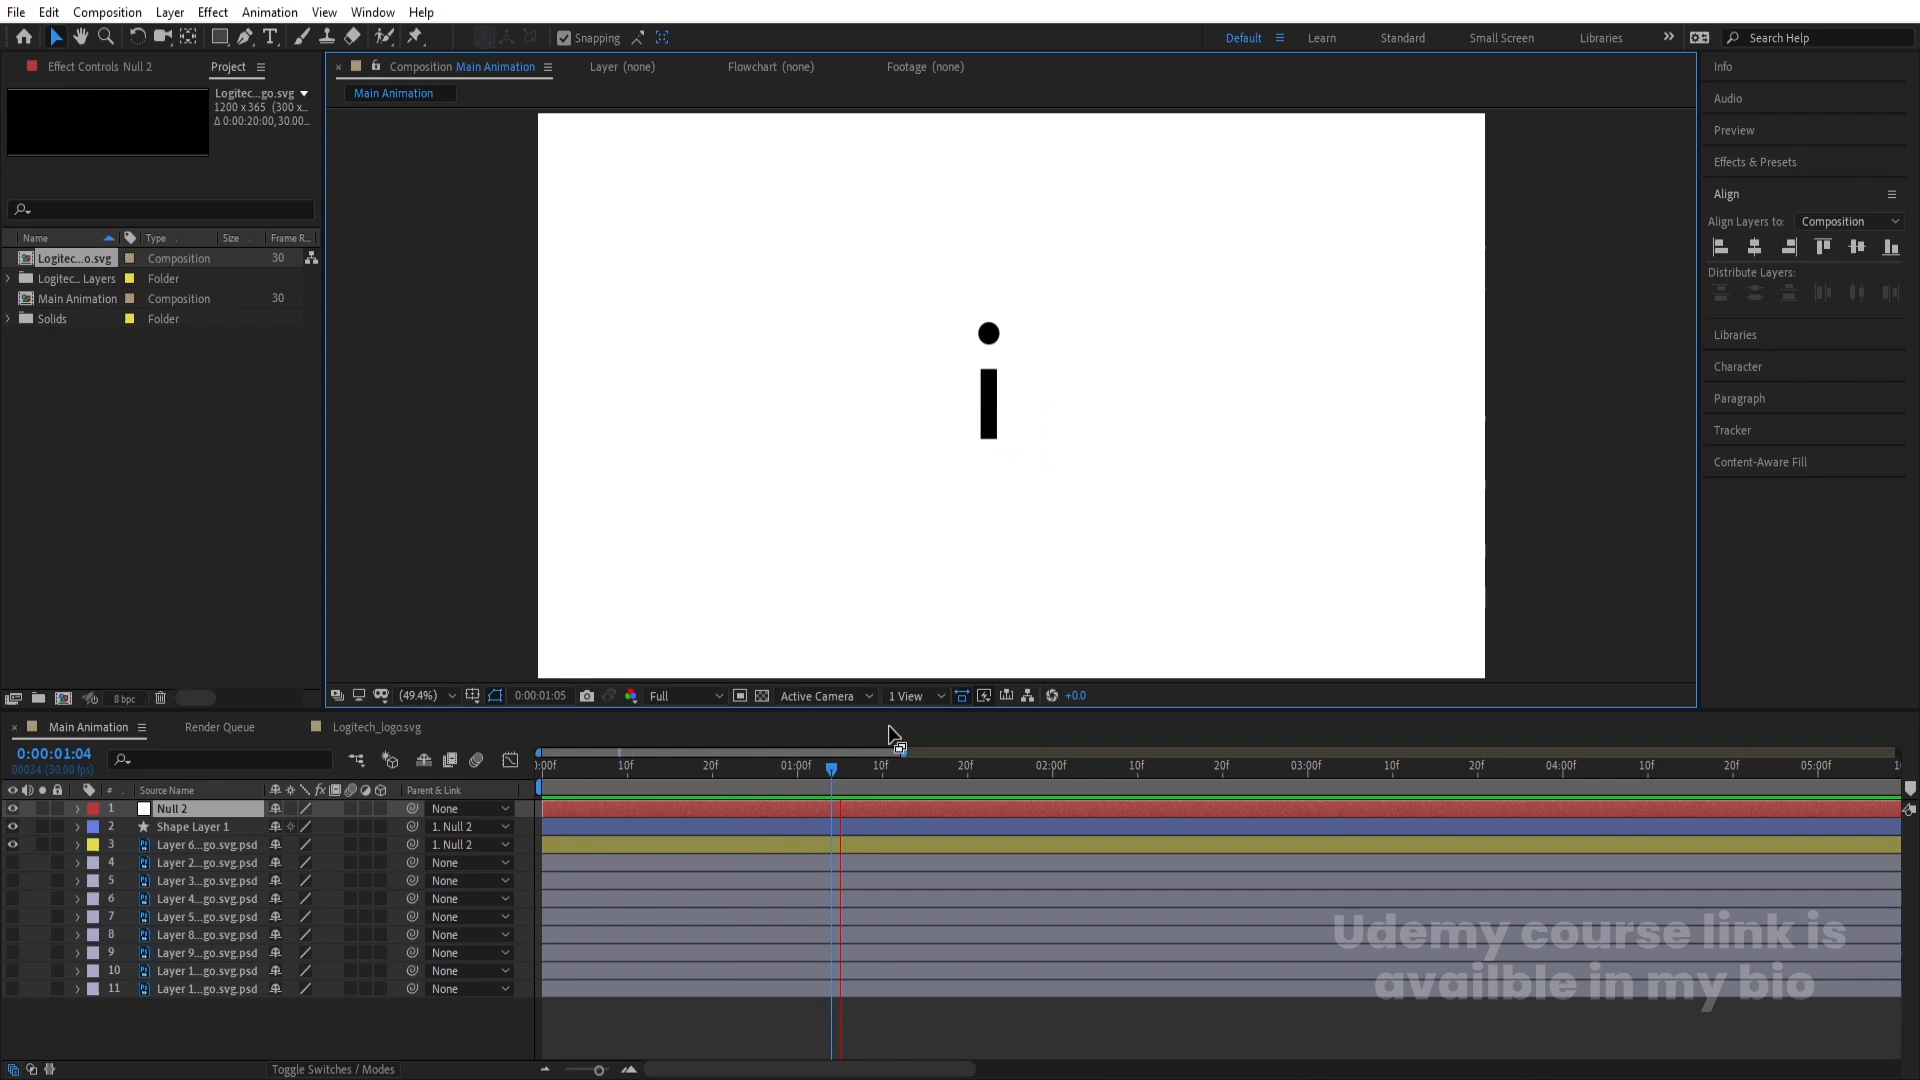 File Edit Composition Layer Effect Animation View Window Help
Snapping
Default Learn Standard Small Screen Libraries
Search Help
Effect Controls Null 2 Project
Composition Main Animation Layer (none) Flowchart (none) Footage (none)
Main Animation
Logitec...go.svg
1200 x 365 (300 x...
Δ 0:00:20:00, 30.00...
Name Type Size Frame R...
Logitec...o.svg Composition 30
Logitec... Layers Folder
Main Animation Composition 30
Solids Folder
8 bpc
i
(49.4%) 0:00:01:05 Full Active Camera 1 View +0.0
Info
Audio
Preview
Effects & Presets
Align
Align Layers to: Composition
Distribute Layers:
Libraries
Character
Paragraph
Tracker
Content-Aware Fill
Main Animation Render Queue Logitech_logo.svg
0:00:01:04
00034 (30.00 fps)
:00f 10f 20f 01:00f 10f 20f 02:00f 10f 20f 03:00f 10f 20f 04:00f 10f 20f 05:00f 1
# Source Name fx Parent & Link
1 Null 2 None
2 Shape Layer 1 1. Null 2
3 Layer 6...go.svg.psd 1. Null 2
4 Layer 2...go.svg.psd None
5 Layer 3...go.svg.psd None
6 Layer 4...go.svg.psd None
7 Layer 5...go.svg.psd None
8 Layer 8...go.svg.psd None
9 Layer 9...go.svg.psd None
10 Layer 1...go.svg.psd None
11 Layer 1...go.svg.psd None
Udemy course link is
availble in my bio
Toggle Switches / Modes